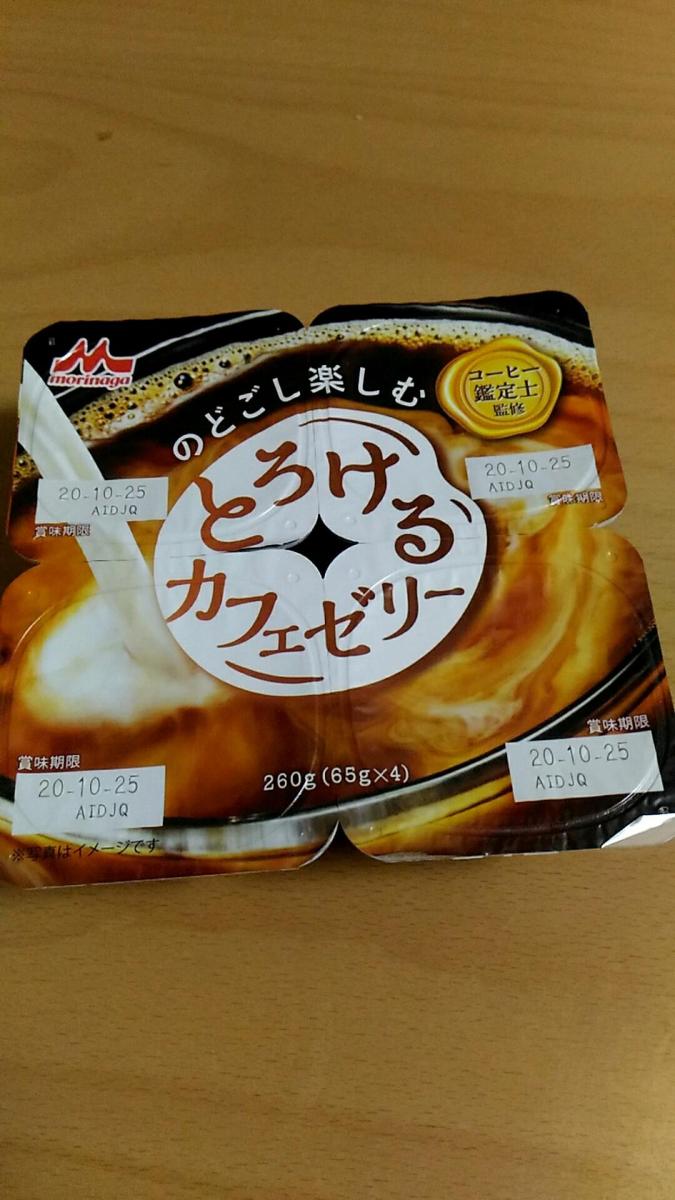 morinaga
のどごし楽しむ
コーヒー
鑑定士
監修
とろける
カフェゼリー
20-10-25
AIDJQ
賞味期限
20-10-25
AIDJQ
賞味期限
賞味期限
20-10-25
AIDJQ
260g(65g×4)
賞味期限
20-10-25
AIDJQ
※写真はイメージです